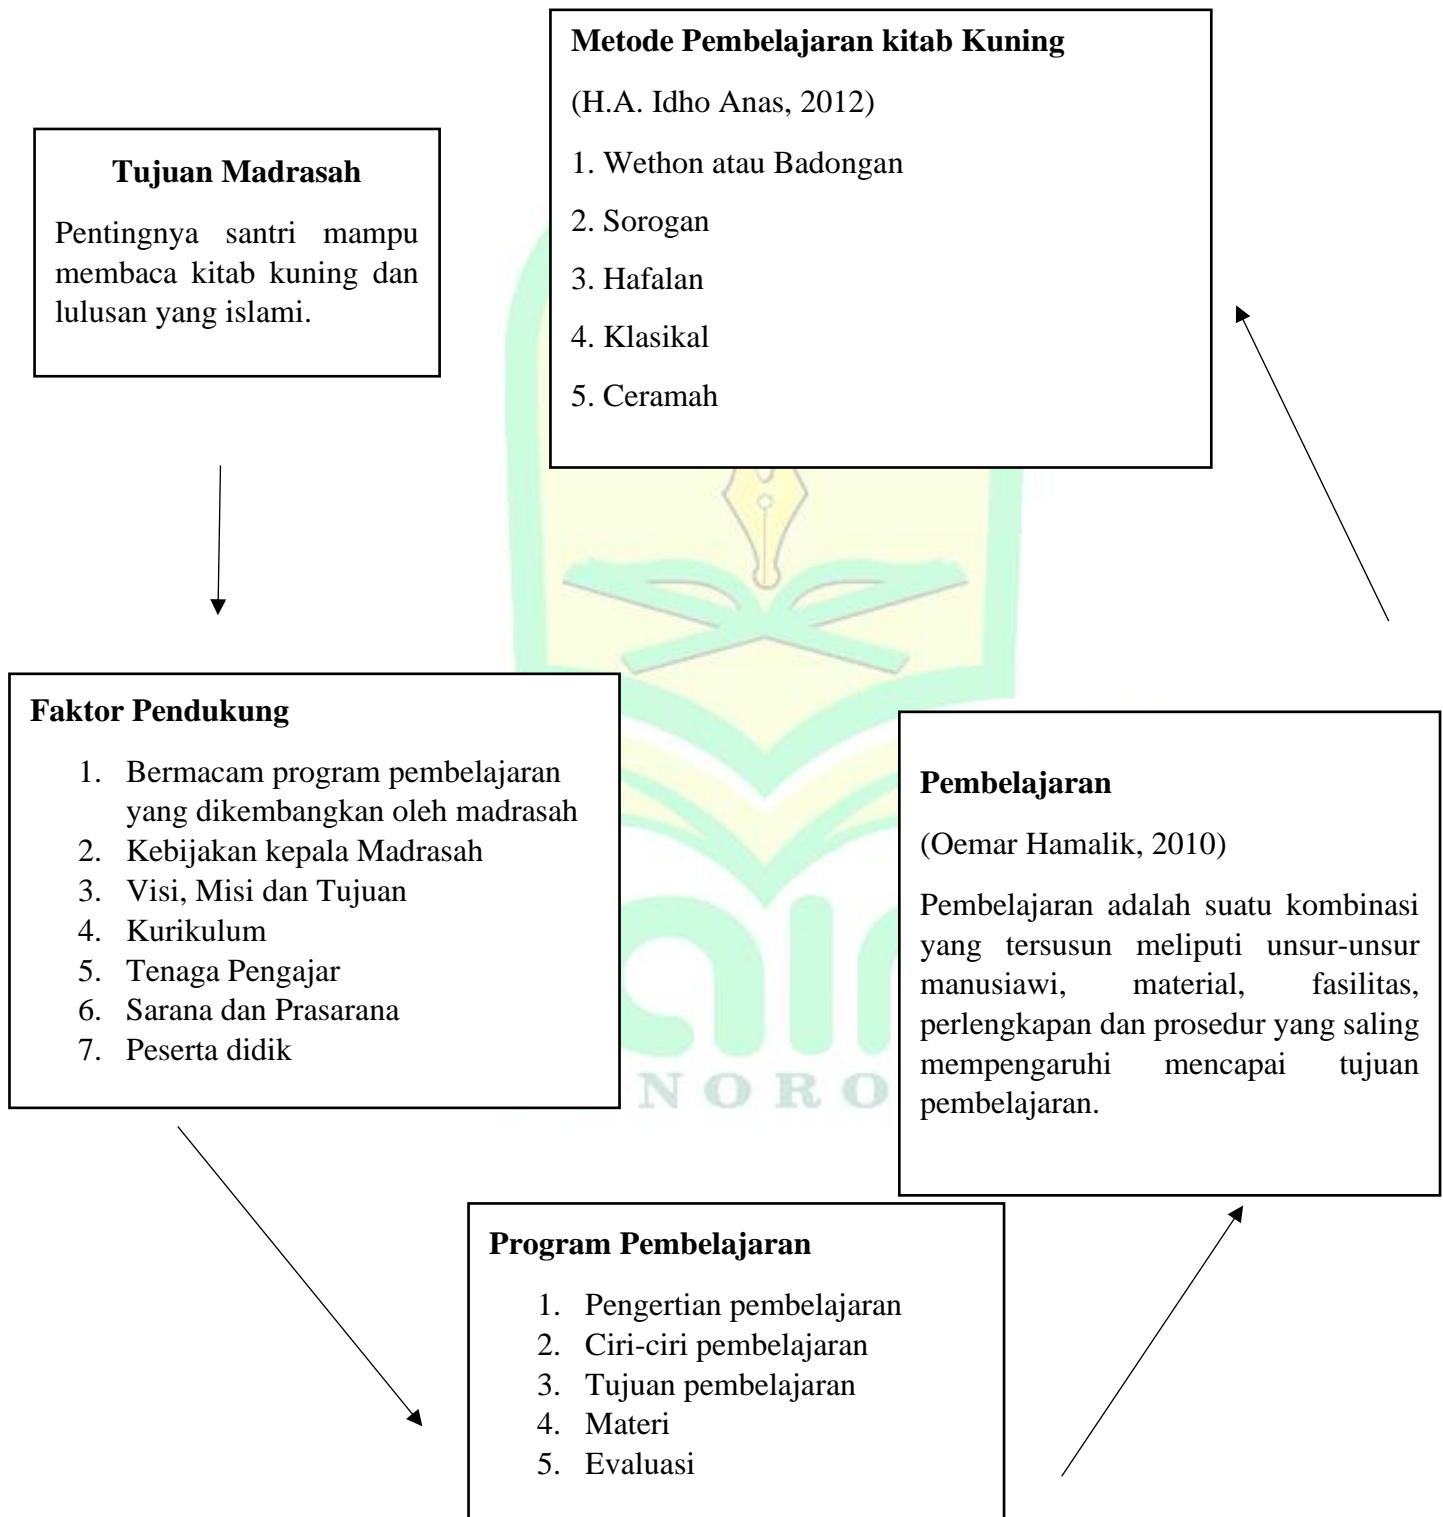 Metode Pembelajaran kitab Kuning
(H.A. Idho Anas, 2012)
1. Wethon atau Badongan
2. Sorogan
3. Hafalan
4. Klasikal
5. Ceramah
Tujuan Madrasah
Pentingnya santri mampu
membaca kitab kuning dan
lulusan yang islami.
Faktor Pendukung
1. Bermacam program pembelajaran
yang dikembangkan oleh madrasah
2. Kebijakan kepala Madrasah
3. Visi, Misi dan Tujuan
4. Kurikulum
5. Tenaga Pengajar
6. Sarana dan Prasarana
7. Peserta didik
Program Pembelajaran
1. Pengertian pembelajaran
2. Ciri-ciri pembelajaran
3. Tujuan pembelajaran
4. Materi
5. Evaluasi
Pembelajaran
(Oemar Hamalik, 2010)
Pembelajaran adalah suatu kombinasi
yang tersusun meliputi unsur-unsur
manusiawi, material, fasilitas,
perlengkapan dan prosedur yang saling
mempengaruhi mencapai tujuan
pembelajaran.